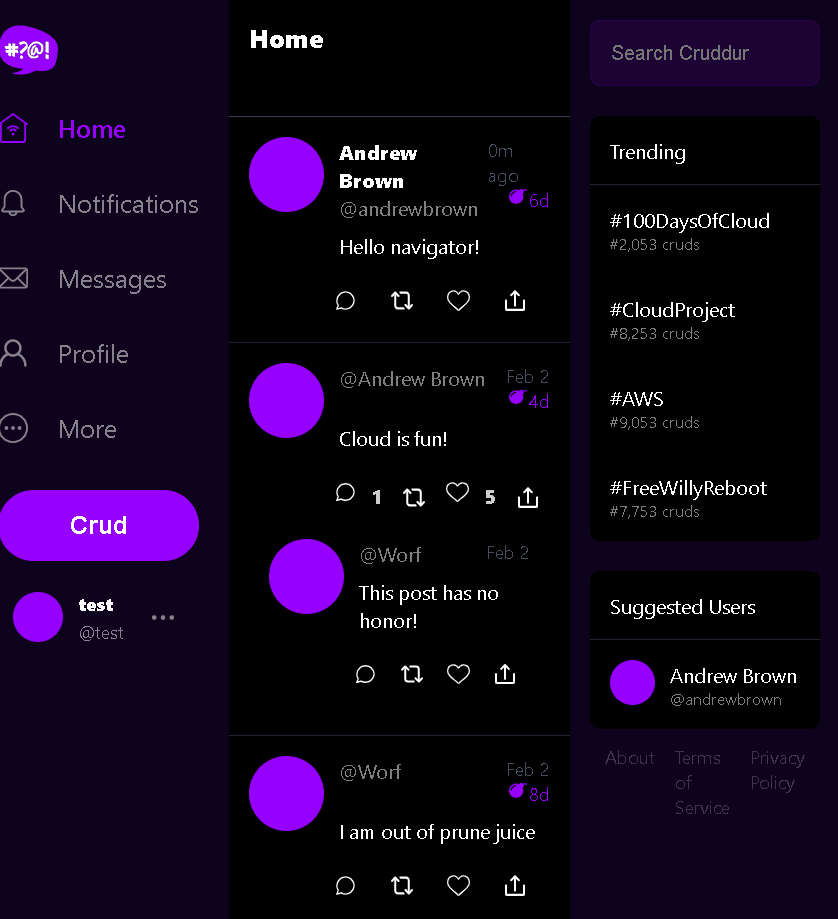 #?@!
Home
Notifications
Messages
Profile
More
Crud
test
@test
Home
Andrew
Brown
@andrewbrown
0m
ago
6d
Hello navigator!
@Andrew Brown
Feb 2
4d
Cloud is fun!
1
5
@Worf
Feb 2
This post has no
honor!
@Worf
Feb 2
8d
I am out of prune juice
Search Cruddur
Trending
#100DaysOfCloud
#2,053 cruds
#CloudProject
#8,253 cruds
#AWS
#9,053 cruds
#FreeWillyReboot
#7,753 cruds
Suggested Users
Andrew Brown
@andrewbrown
About
Terms
of
Service
Privacy
Policy